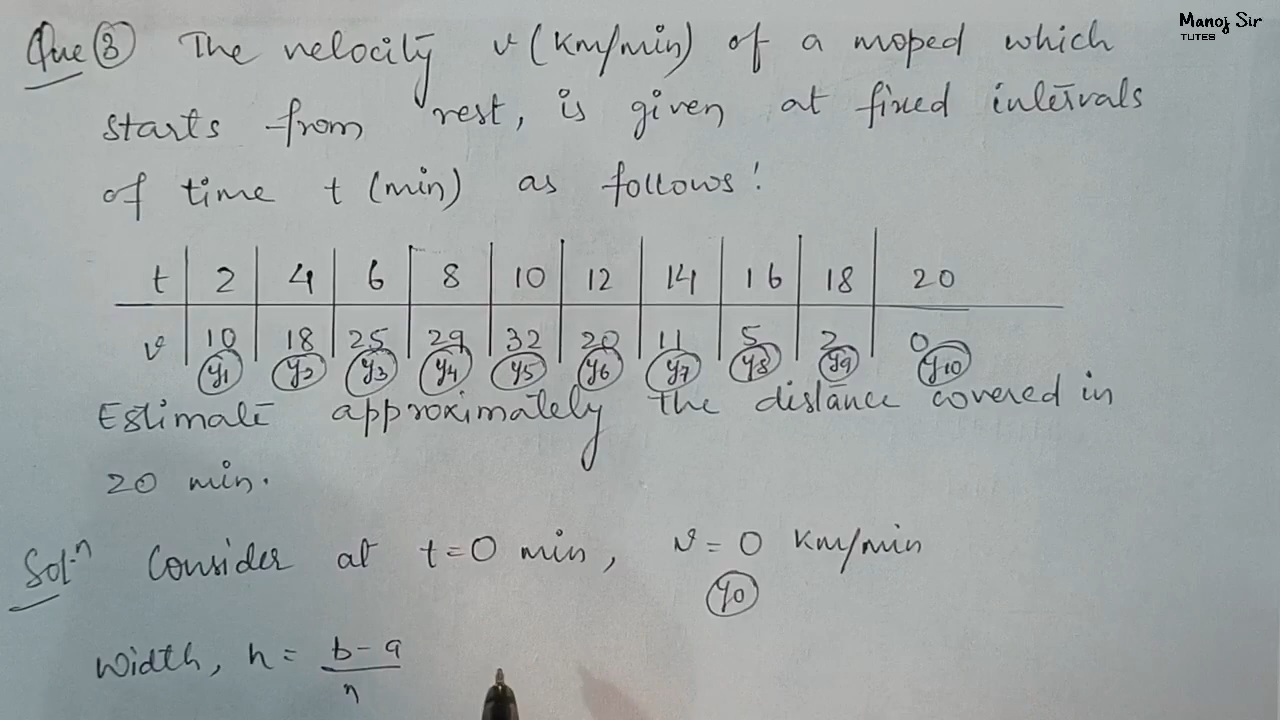 Manoj Sir
TUTES
Que (3) The velocity v (Km/min) of a moped which
starts from rest, is given at fixed intervals
of time t (min) as follows:
t 2 4 6 8 10 12 14 16 18 20
v 10 18 25 29 32 20 11 5 2 0
y1 y2 y3 y4 y5 y6 y7 y8 y9 y10
Estimate approximately the distance covered in
20 min.
Sol.n Consider at t=0 min, v = 0 Km/min
y0
Width, h = b-a
n